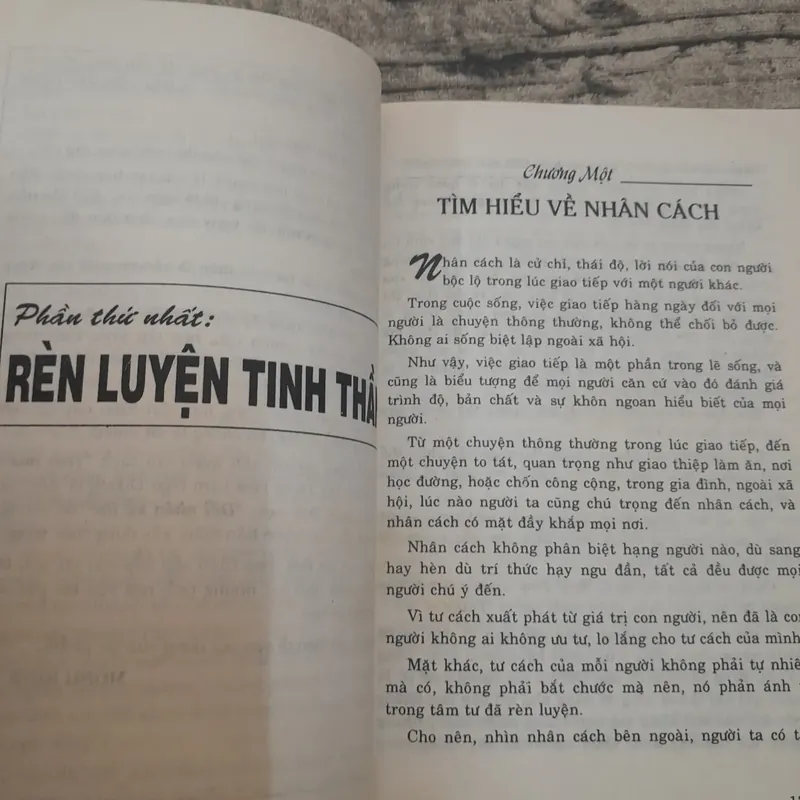 Phần thứ nhất:
RÈN LUYỆN TINH THẦ
Chương Một
TÌM HIỂU VỀ NHÂN CÁCH
Nhân cách là cử chỉ, thái độ, lời nói của con người
bộc lộ trong lúc giao tiếp với một người khác.
Trong cuộc sống, việc giao tiếp hàng ngày đối với mọi
người là chuyện thông thường, không thể chối bỏ được.
Không ai sống biệt lập ngoài xã hội.
Như vậy, việc giao tiếp là một phần trong lẽ sống, và
cũng là biểu tượng để mọi người căn cứ vào đó đánh giá
trình độ, bản chất và sự khôn ngoan hiểu biết của mọi
người.
Từ một chuyện thông thường trong lúc giao tiếp, đến
một chuyện to tát, quan trọng như giao thiệp làm ăn, nơi
học đường, hoặc chốn công cộng, trong gia đình, ngoài xã
hội, lúc nào người ta cũng chú trọng đến nhân cách, và
nhân cách có mặt đầy khắp mọi nơi.
Nhân cách không phân biệt hạng người nào, dù sang
hay hèn dù trí thức hạy ngu đần, tất cả đều được mọi
người chú ý đến.
Vì tư cách xuất phát từ giá trị con người, nên đã là co
người không ai không ưu tư, lo lắng cho tư cách của mình
Mặt khác, tư cách của mỗi người không phải tự nhiê
mà có, không phải bắt chước mà nên, nó phản ánh
trong tâm tư đã rèn luyện.
Cho nên, nhìn nhân cách bên ngoài, người ta có t